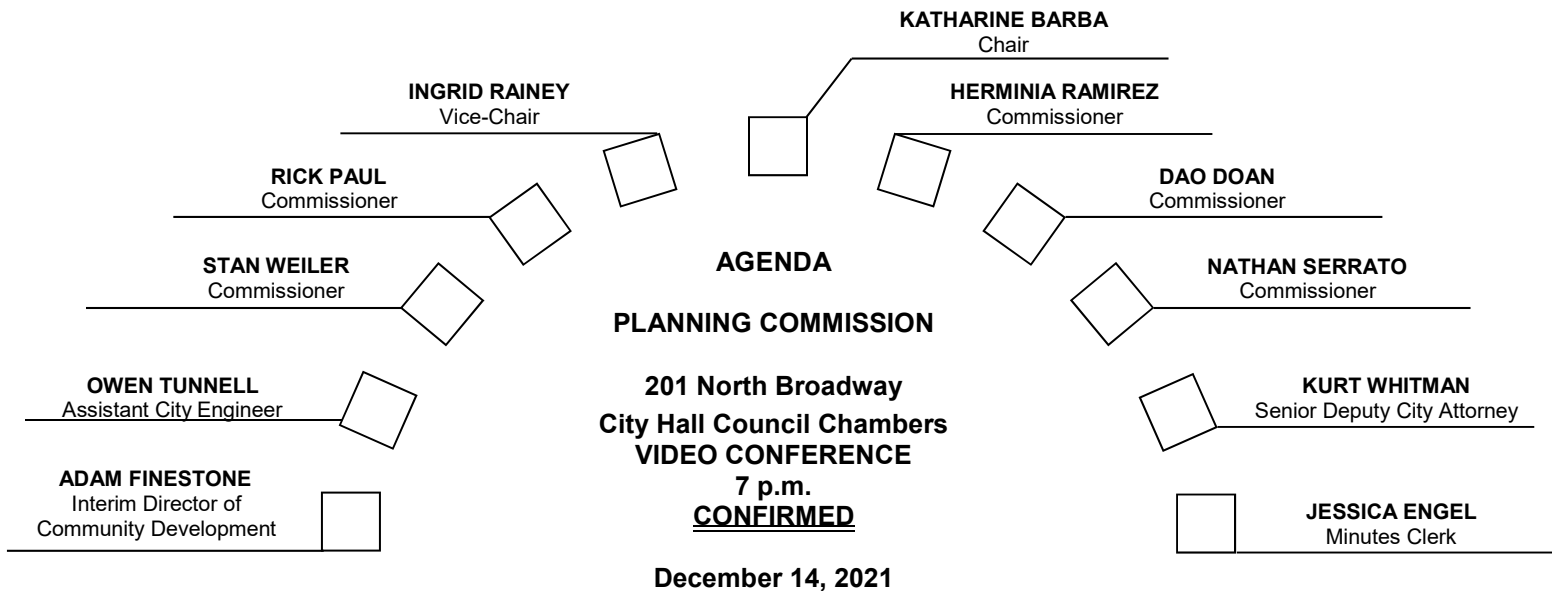 KATHARINE BARBA
Chair
INGRID RAINEY
Vice-Chair
HERMINIA RAMIREZ
Commissioner
RICK PAUL
Commissioner
DAO DOAN
Commissioner
STAN WEILER
Commissioner
NATHAN SERRATO
Commissioner
OWEN TUNNELL
Assistant City Engineer
KURT WHITMAN
Senior Deputy City Attorney
ADAM FINESTONE
Interim Director of
Community Development
JESSICA ENGEL
Minutes Clerk
AGENDA
PLANNING COMMISSION
201 North Broadway
City Hall Council Chambers
VIDEO CONFERENCE
7 p.m.
CONFIRMED
December 14, 2021